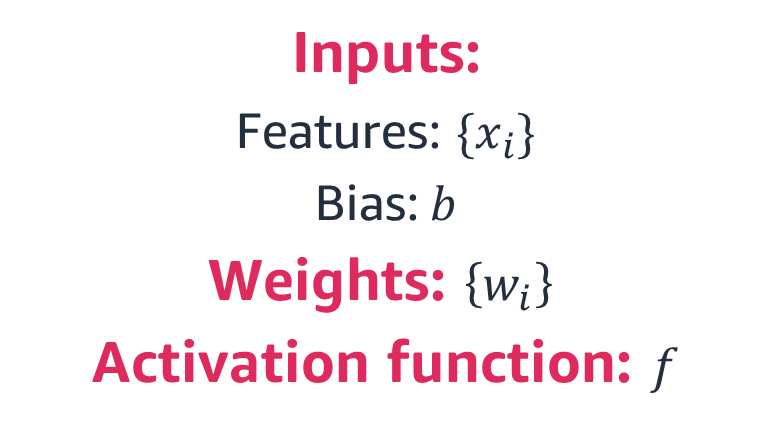 Inputs:
Features: {xᵢ}
Bias: b
Weights: {wᵢ}
Activation function: f